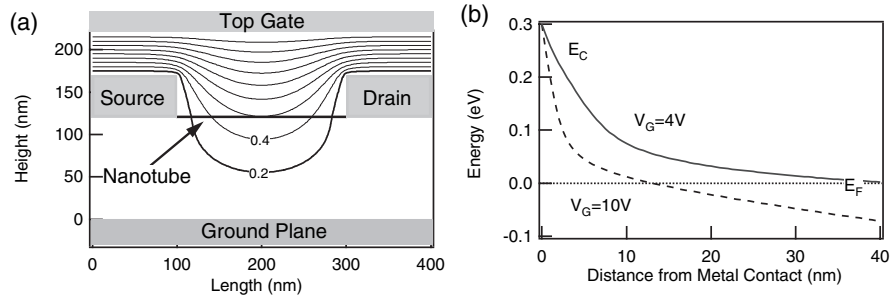 (a)
Top Gate
200
150
100
50
0
Height (nm)
Source
Drain
0.4
0.2
Nanotube
Ground Plane
0
100
200
300
400
Length (nm)
(b)
0.3
0.2
0.1
0.0
-0.1
Energy (eV)
E_C
V_G=4V
E_F
V_G=10V
0
10
20
30
40
Distance from Metal Contact (nm)